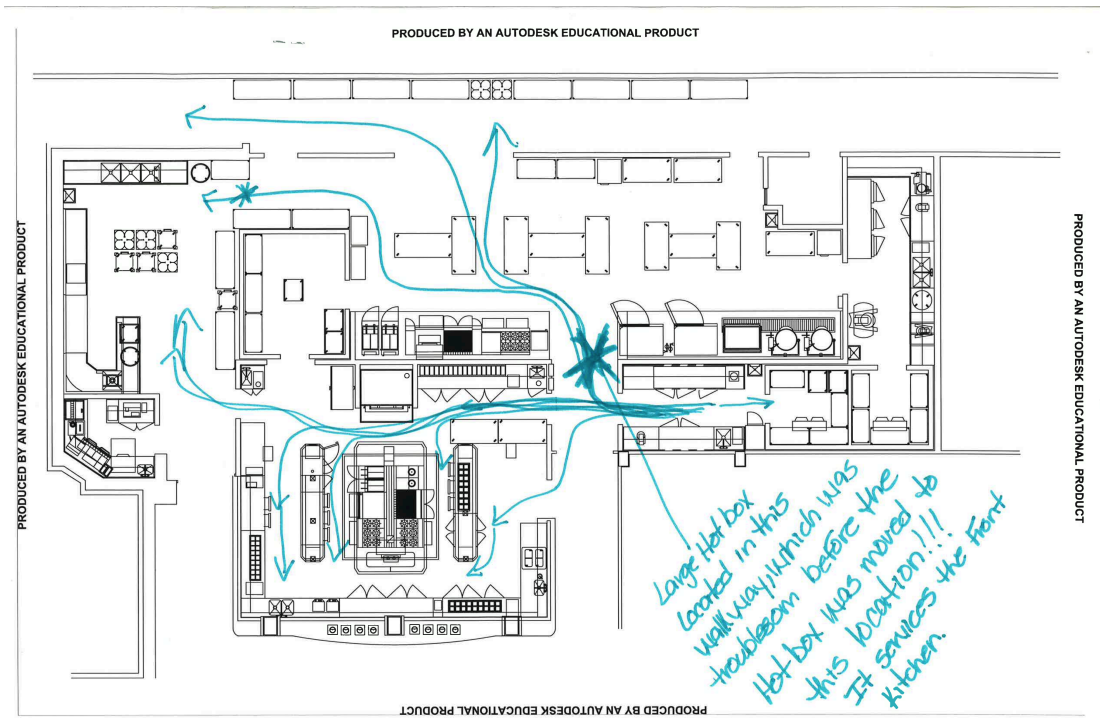 PRODUCED BY AN AUTODESK EDUCATIONAL PRODUCT
PRODUCED BY AN AUTODESK EDUCATIONAL PRODUCT
PRODUCED BY AN AUTODESK EDUCATIONAL PRODUCT
Large Hot box
located in this
walkway, which was
troublesom before the
Hot box was moved to
this location!!!
It services the Front
Kitchen.
PRODUCED BY AN AUTODESK EDUCATIONAL PRODUCT